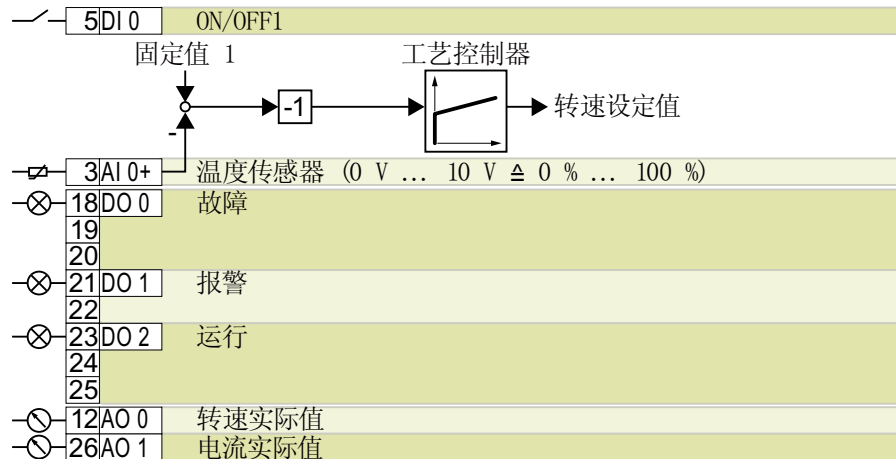 5 DI 0 ON/OFF1
固定值 1 工艺控制器
-1 转速设定值
-
3 AI 0+ 温度传感器 (0 V ... 10 V ≙ 0 % ... 100 %)
18 DO 0 故障
19
20
21 DO 1 报警
22
23 DO 2 运行
24
25
12 AO 0 转速实际值
26 AO 1 电流实际值